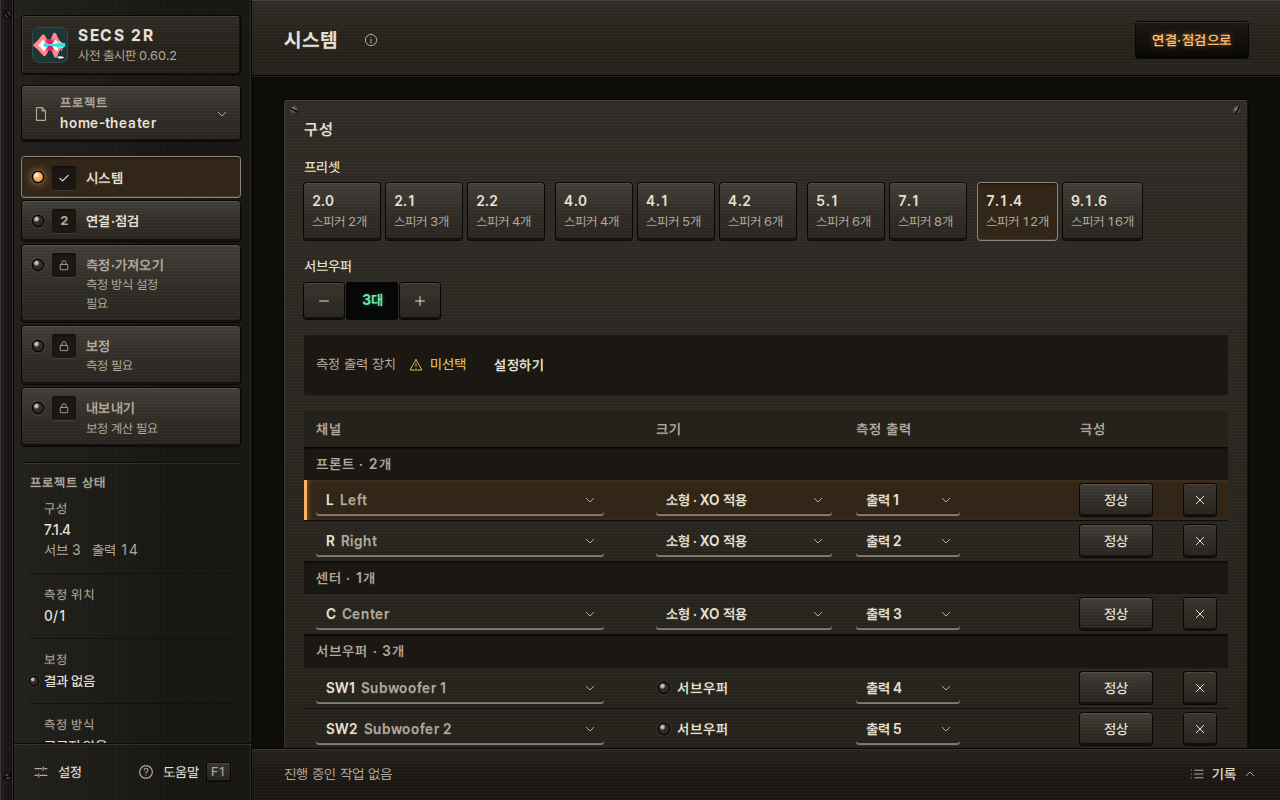 SECS 2R
사전 출시판 0.60.2
프로젝트
home-theater
시스템
2 연결·점검
측정·가져오기
측정 방식 설정
필요
보정
측정 필요
내보내기
보정 계산 필요
프로젝트 상태
구성
7.1.4
서브 3 출력 14
측정 위치
0/1
보정
결과 없음
측정 방식
설정
도움말 F1
시스템
연결·점검으로
구성
프리셋
2.0
스피커 2개
2.1
스피커 3개
2.2
스피커 4개
4.0
스피커 4개
4.1
스피커 5개
4.2
스피커 6개
5.1
스피커 6개
7.1
스피커 8개
7.1.4
스피커 12개
9.1.6
스피커 16개
서브우퍼
− 3대 +
측정 출력 장치 미선택 설정하기
채널 크기 측정 출력 극성
프론트 · 2개
L Left 소형 · XO 적용 출력 1 정상 ×
R Right 소형 · XO 적용 출력 2 정상 ×
센터 · 1개
C Center 소형 · XO 적용 출력 3 정상 ×
서브우퍼 · 3개
SW1 Subwoofer 1 서브우퍼 출력 4 정상 ×
SW2 Subwoofer 2 서브우퍼 출력 5 정상 ×
진행 중인 작업 없음
기록